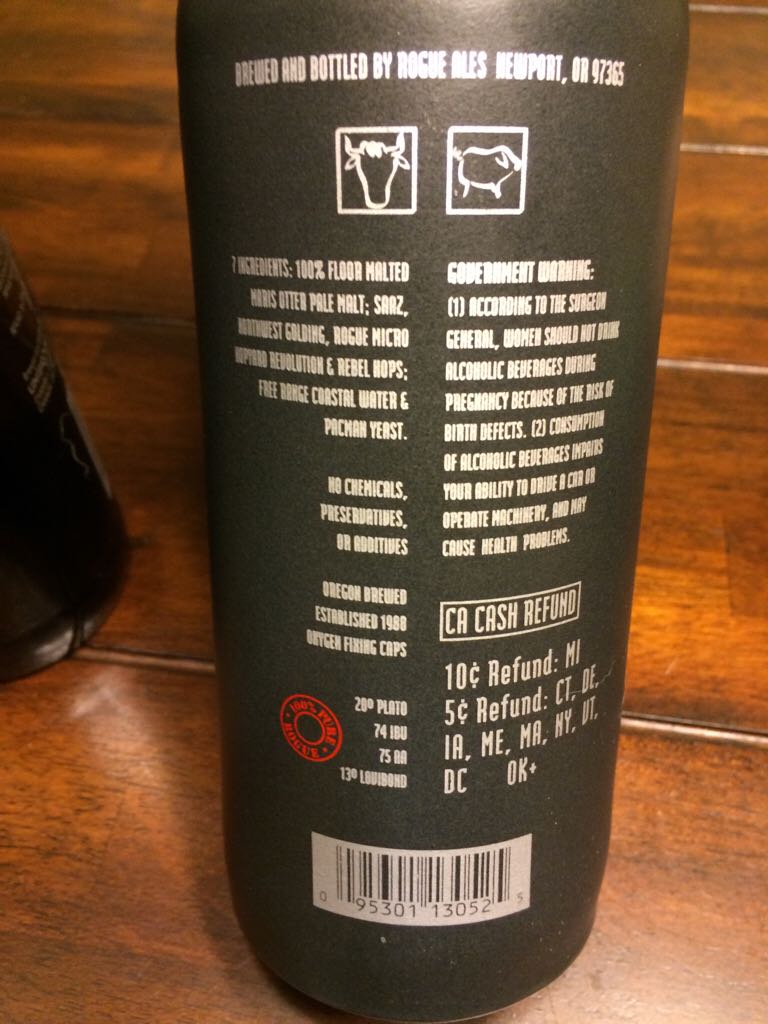 BREWED AND BOTTLED BY ROGUE ALES NEWPORT, OR 97365
7 INGREDIENTS: 100% FLOOR MALTED
MARIS OTTER PALE MALT; SAAZ,
NORTHWEST GOLDING, ROGUE MICRO
HOPYARD REVOLUTION & REBEL HOPS;
FREE RANGE COASTAL WATER &
PACMAN YEAST.
NO CHEMICALS,
PRESERVATIVES,
OR ADDITIVES
OREGON BREWED
ESTABLISHED 1988
OXYGEN FIXING CAPS
20º PLATO
74 IBU
75 AA
13º LOVIBOND
100% PURE
ROGUE
GOVERNMENT WARNING:
(1) ACCORDING TO THE SURGEON
GENERAL, WOMEN SHOULD NOT DRINK
ALCOHOLIC BEVERAGES DURING
PREGNANCY BECAUSE OF THE RISK OF
BIRTH DEFECTS. (2) CONSUMPTION
OF ALCOHOLIC BEVERAGES IMPAIRS
YOUR ABILITY TO DRIVE A CAR OR
OPERATE MACHINERY, AND MAY
CAUSE HEALTH PROBLEMS.
CA CASH REFUND
10¢ Refund: MI
5¢ Refund: CT, DE,
IA, ME, MA, NY, VT,
DC OK+
0 95301 13052 5